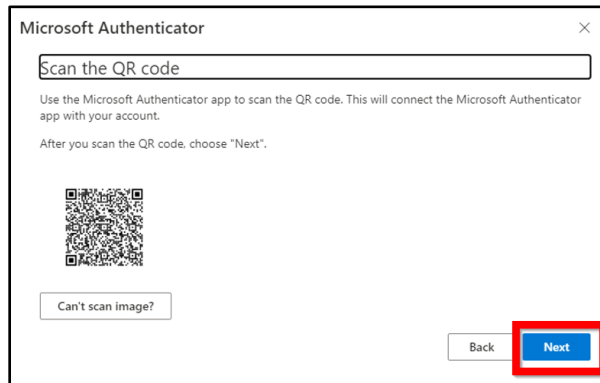 Microsoft Authenticator
Scan the QR code
Use the Microsoft Authenticator app to scan the QR code. This will connect the Microsoft Authenticator
app with your account.
After you scan the QR code, choose "Next".
Can't scan image?
Back
Next